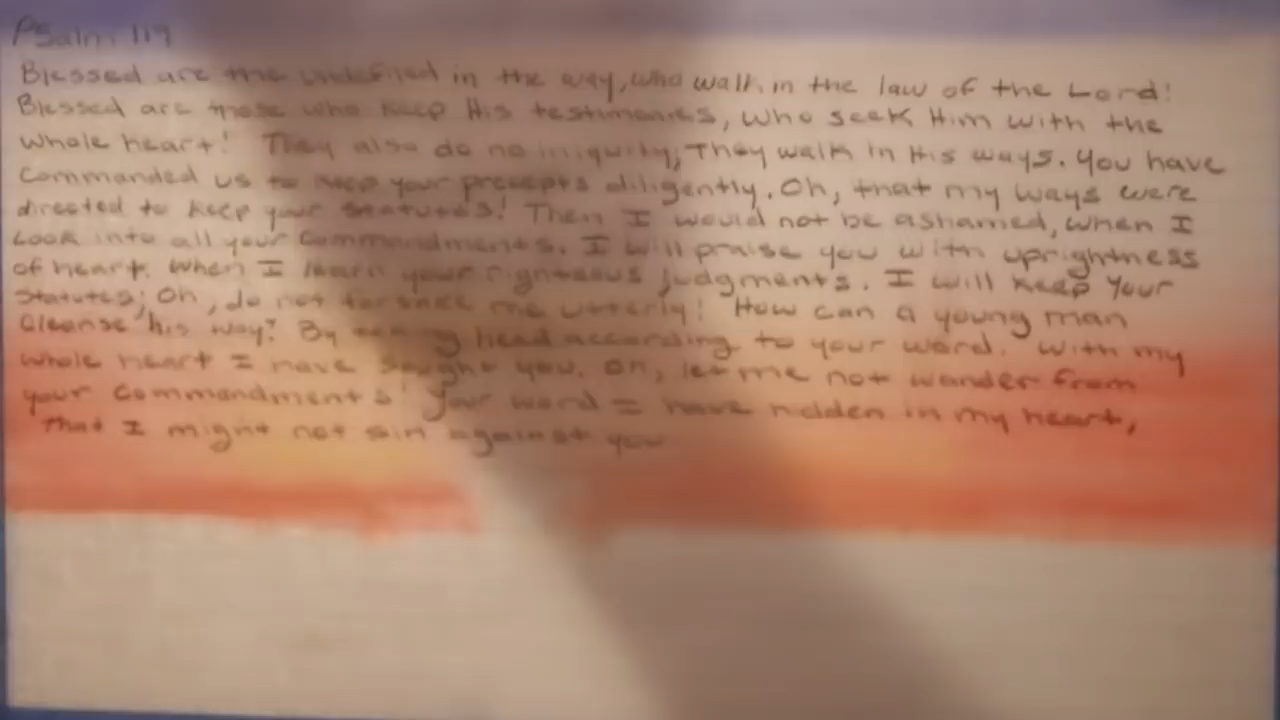 Psalm 119
Blessed are the undefiled in the way, who walk in the law of the Lord!
Blessed are those who keep His testimonies, who seek Him with the
whole heart! They also do no iniquity; They walk in His ways. You have
Commanded us to keep your precepts diligently. Oh, that my ways were
directed to keep your statutes! Then I would not be ashamed, when I
Look into all your Commandments. I will praise you with uprightness
of heart. When I learn your righteous judgments. I will keep Your
Statutes; Oh, do not forsake me utterly! How can a young man
Cleanse his way? By head according to your word. With my
whole heart I have sought you. Oh, let me not wander from
your Commandments! Your word I have hidden in my heart,
That I might not sin against you